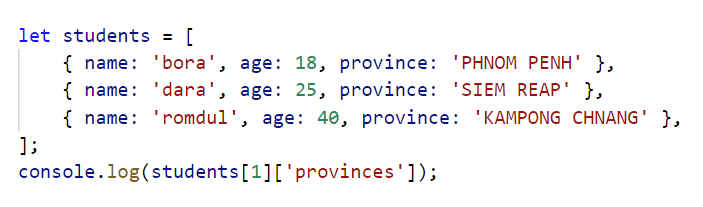 let students = [
    { name: 'bora', age: 18, province: 'PHNOM PENH' },
    { name: 'dara', age: 25, province: 'SIEM REAP' },
    { name: 'romdul', age: 40, province: 'KAMPONG CHNANG' },
];
console.log(students[1]['provinces']);